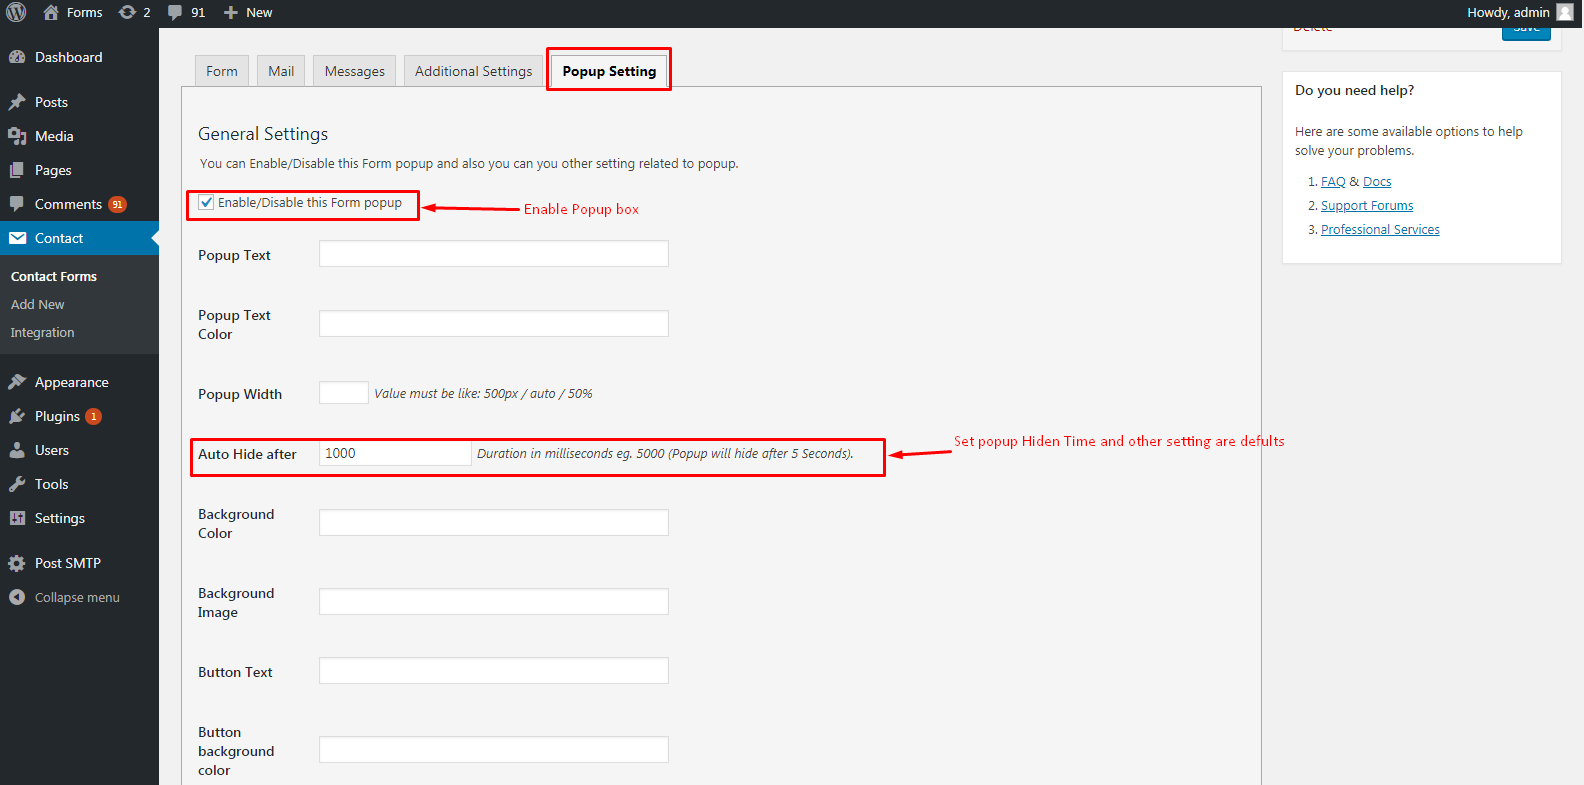 Forms 2 91 New Howdy, admin
Delete Save
Dashboard
Posts
Media
Pages
Comments 91
Contact
Contact Forms
Add New
Integration
Appearance
Plugins 1
Users
Tools
Settings
Post SMTP
Collapse menu
Form Mail Messages Additional Settings Popup Setting
General Settings
You can Enable/Disable this Form popup and also you can you other setting related to popup.
Enable/Disable this Form popup
Enable Popup box
Popup Text
Popup Text
Color
Popup Width Value must be like: 500px / auto / 50%
Auto Hide after 1000 Duration in milliseconds eg. 5000 (Popup will hide after 5 Seconds).
Set popup Hiden Time and other setting are defults
Background
Color
Background
Image
Button Text
Button
background
color
Do you need help?
Here are some available options to help
solve your problems.
1. FAQ & Docs
2. Support Forums
3. Professional Services